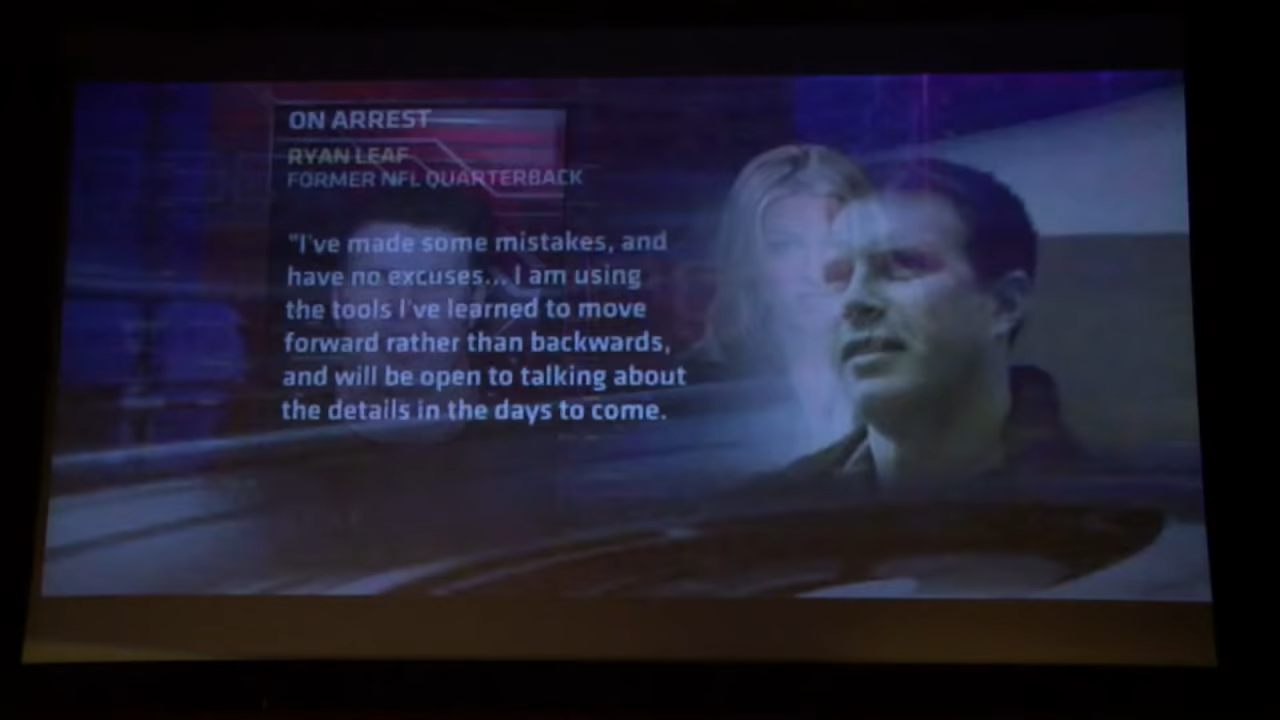 ON ARREST
RYAN LEAF
FORMER NFL QUARTERBACK
"I've made some mistakes, and
have no excuses... I am using
the tools I've learned to move
forward rather than backwards,
and will be open to talking about
the details in the days to come.